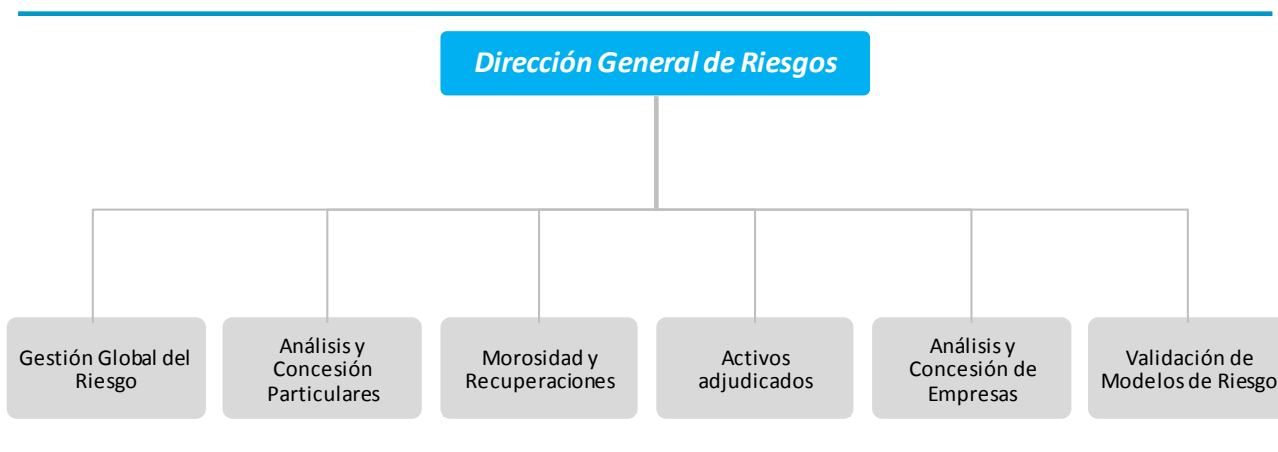 Dirección General de Riesgos
Gestión Global del
Riesgo
Análisis y
Concesión
Particulares
Morosidad y
Recuperaciones
Activos
adjudicados
Análisis y
Concesión de
Empresas
Validación de
Modelos de Riesgo